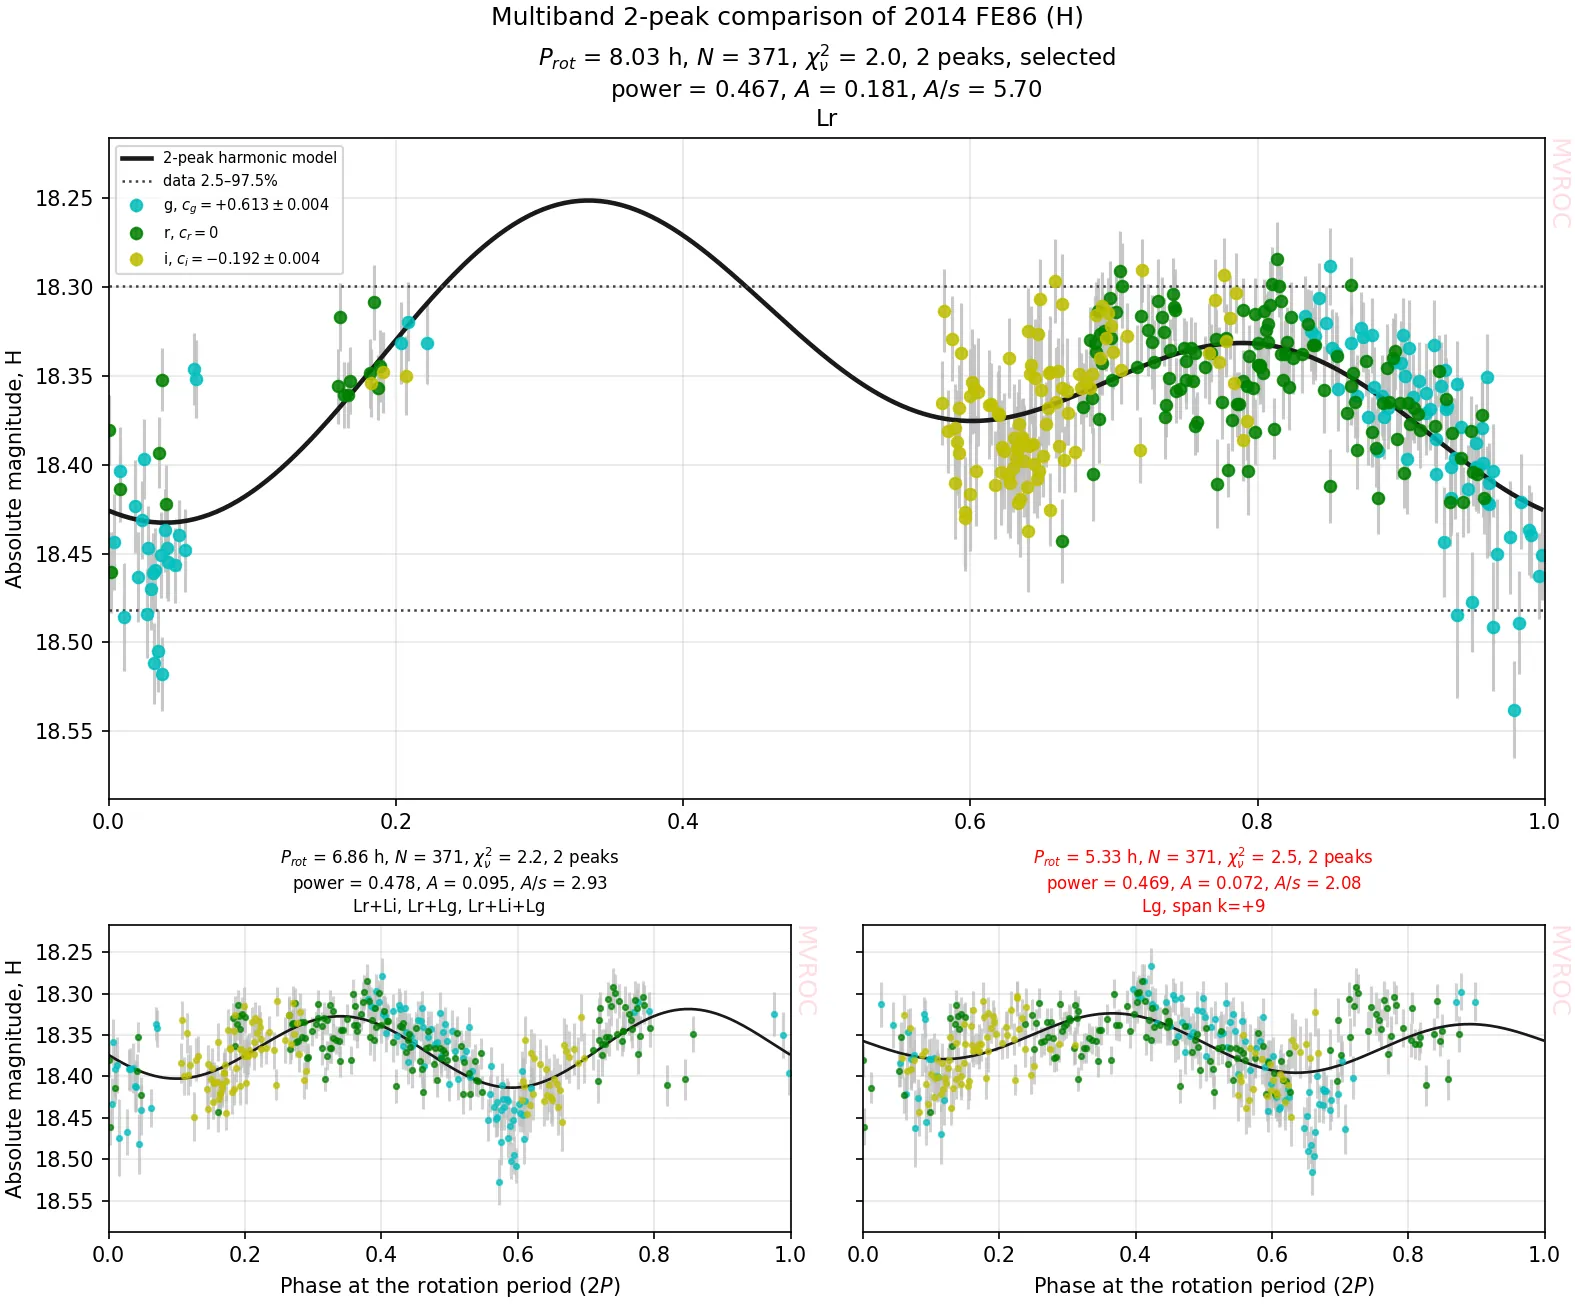 Multiband 2-peak comparison of 2014 FE86 (H)
P_rot = 8.03 h, N = 371, χ²_ν = 2.0, 2 peaks, selected
power = 0.467, A = 0.181, A/s = 5.70
Lr
2-peak harmonic model
data 2.5–97.5%
g, c_g = +0.613 ± 0.004
r, c_r = 0
i, c_i = −0.192 ± 0.004
MVROC
Absolute magnitude, H
18.25
18.30
18.35
18.40
18.45
18.50
18.55
0.0 0.2 0.4 0.6 0.8 1.0
P_rot = 6.86 h, N = 371, χ²_ν = 2.2, 2 peaks
power = 0.478, A = 0.095, A/s = 2.93
Lr+Li, Lr+Lg, Lr+Li+Lg
MVROC
Absolute magnitude, H
18.25
18.30
18.35
18.40
18.45
18.50
18.55
0.0 0.2 0.4 0.6 0.8 1.0
Phase at the rotation period (2P)
P_rot = 5.33 h, N = 371, χ²_ν = 2.5, 2 peaks
power = 0.469, A = 0.072, A/s = 2.08
Lg, span k=+9
MVROC
0.0 0.2 0.4 0.6 0.8 1.0
Phase at the rotation period (2P)